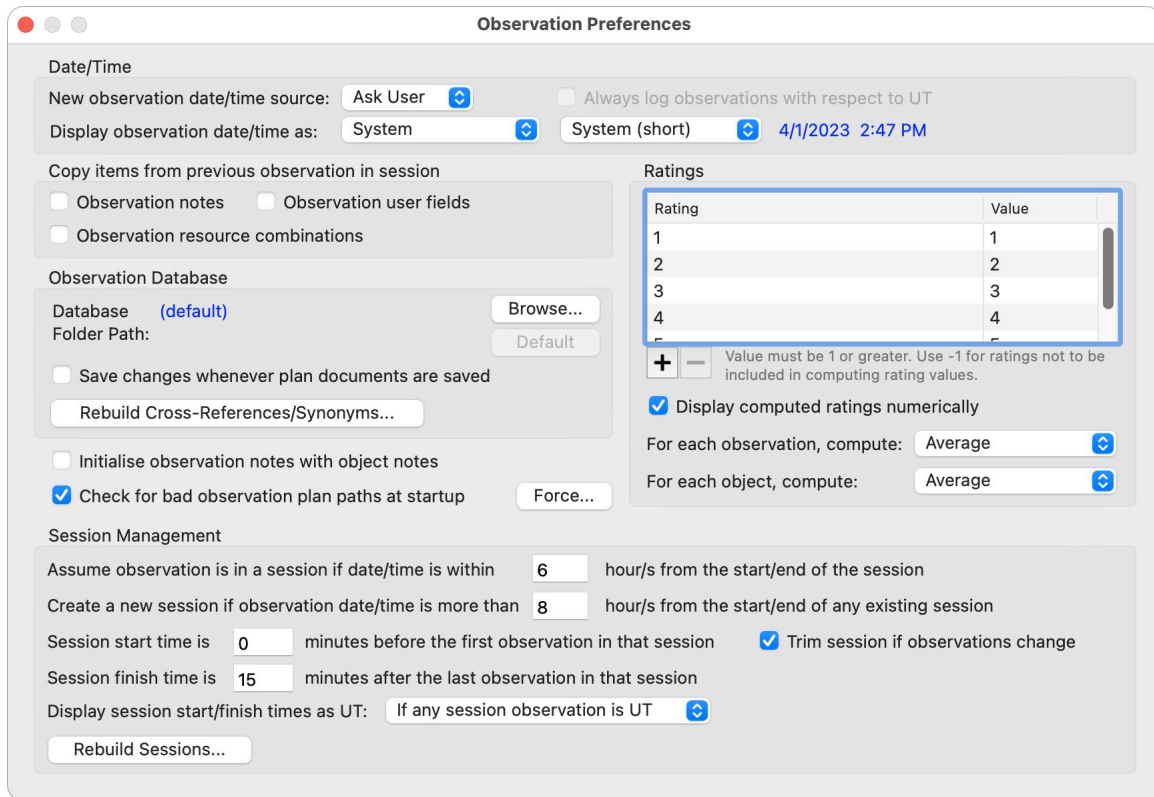 Observation Preferences
Date/Time
New observation date/time source: Ask User Always log observations with respect to UT
Display observation date/time as: System System (short) 4/1/2023 2:47 PM
Copy items from previous observation in session
Observation notes Observation user fields
Observation resource combinations
Observation Database
Database (default) Browse...
Folder Path:
Default
Save changes whenever plan documents are saved
Rebuild Cross-References/Synonyms...
Initialise observation notes with object notes
Check for bad observation plan paths at startup Force...
Ratings
Rating Value
1 1
2 2
3 3
4 4
+ − Value must be 1 or greater. Use -1 for ratings not to be
included in computing rating values.
Display computed ratings numerically
For each observation, compute: Average
For each object, compute: Average
Session Management
Assume observation is in a session if date/time is within 6 hour/s from the start/end of the session
Create a new session if observation date/time is more than 8 hour/s from the start/end of any existing session
Session start time is 0 minutes before the first observation in that session Trim session if observations change
Session finish time is 15 minutes after the last observation in that session
Display session start/finish times as UT: If any session observation is UT
Rebuild Sessions...